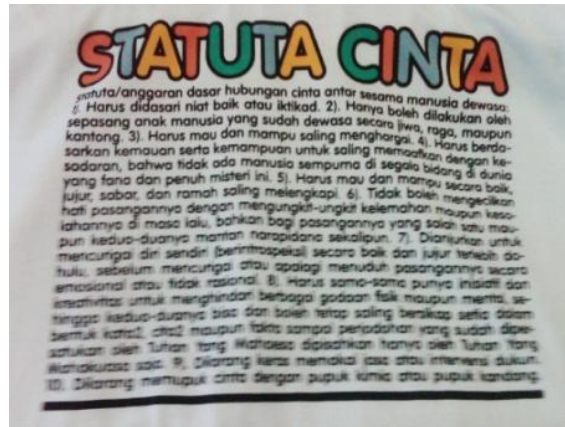 STATUTA CINTA
Statuta/anggaran dasar hubungan cinta antar sesama manusia dewasa:
1). Harus didasari niat baik atau iktikad. 2). Hanya boleh dilakukan oleh
sepasang anak manusia yang sudah dewasa secara jiwa, raga, maupun
kantong. 3). Harus mau dan mampu saling menghargai. 4). Harus berda-
sarkan kemauan serta kemampuan untuk saling memaafkan dengan ke-
sadaran, bahwa tidak ada manusia sempurna di segala bidang di dunia
yang fana dan penuh misteri ini. 5). Harus mau dan mampu secara baik,
jujur, sabar, dan ramah saling melengkapi. 6). Tidak boleh mengecilkan
hati pasangannya dengan mengungkit-ungkit kelemahan maupun kesa-
lahannya di masa lalu, bahkan bagi pasangannya yang salah satu mau-
pun kedua-duanya mantan narapidana sekalipun. 7). Dianjurkan untuk
mencurigai diri sendiri (berintrospeksi) secara baik dan jujur terlebih da-
hulu, sebelum mencurigai atau apalagi menuduh pasangannya secara
emosional atau tidak rasional. 8). Harus sama-sama punya inisiatif dan
kreativitas untuk menghindari berbagai godaan fisik maupun mental, se-
hingga kedua-duanya bisa dan boleh tetap saling bersikap setia dalam
bentuk maupun fakta sampai perjodohan yang sudah diper-
satukan oleh Tuhan Yang Mahaesa dipisahkan hanya oleh Tuhan Yang
Mahakuasa saja. 9). Dilarang keras memakai jasa atau intervensi dukun.
10). Dilarang memupuk cinta dengan pupuk kimia atau pupuk kandang.